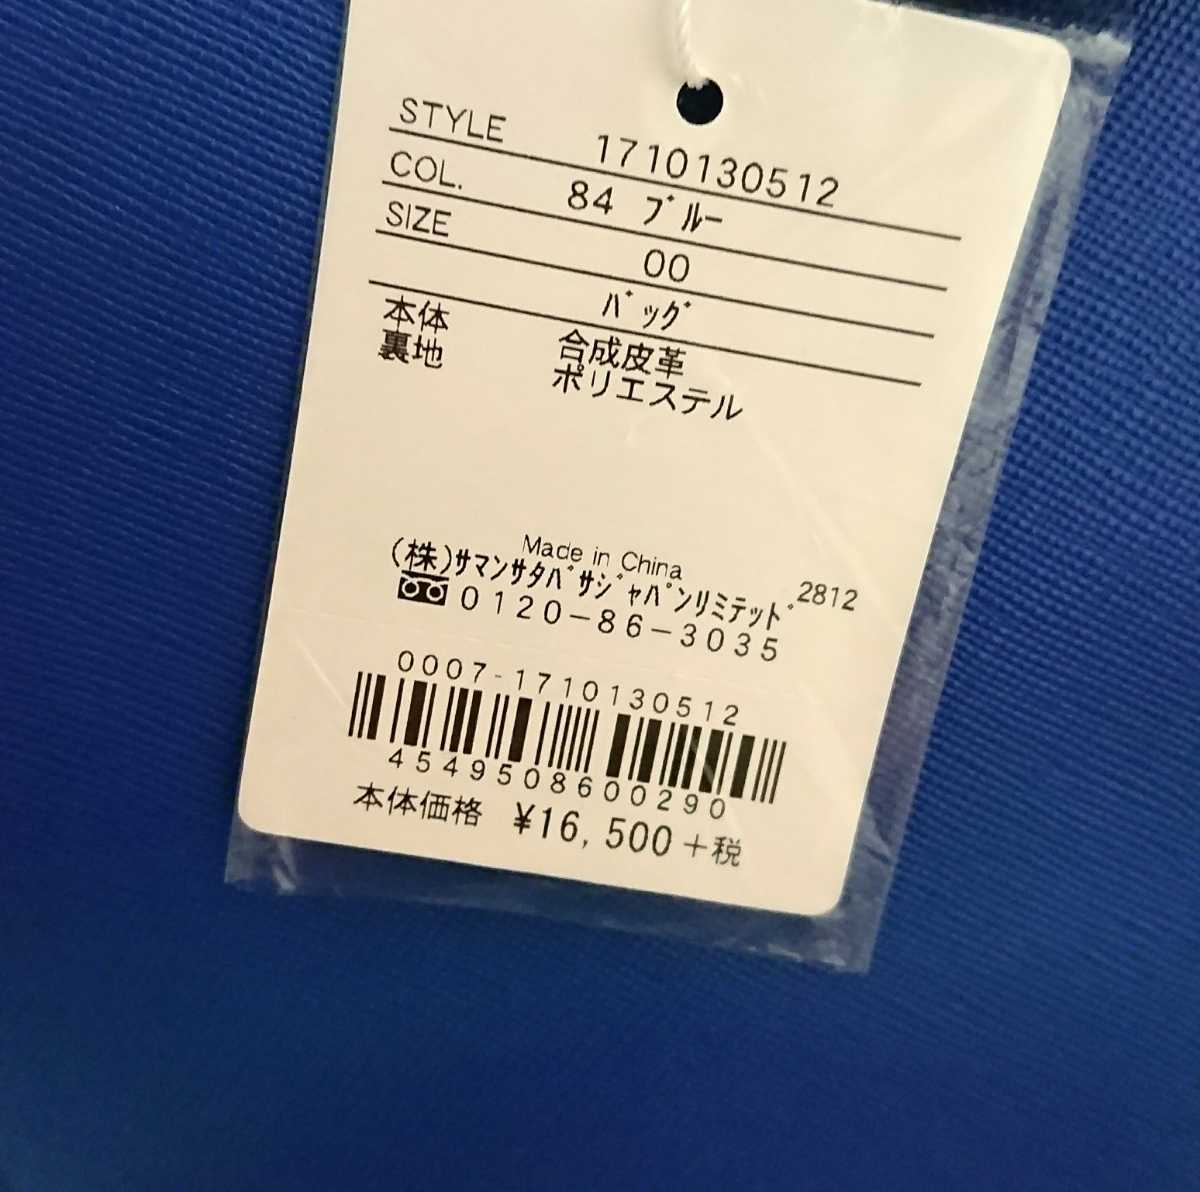 STYLE 1710130512
COL. 84 ﾌﾞﾙｰ
SIZE 00
ﾊﾞｯｸﾞ
本体 合成皮革
裏地 ポリエステル
Made in China
(株)ｻﾏﾝｻﾀﾊﾞｻｼﾞｬﾊﾟﾝﾘﾐﾃｯﾄﾞ 2812
0120-86-3035
0007-1710130512
4549508600290
本体価格 ¥16,500+税